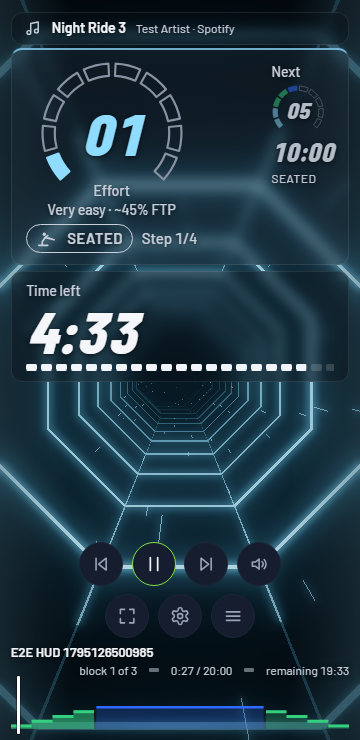 Night Ride 3 Test Artist · Spotify
01
Effort
Very easy · ~45% FTP
SEATED Step 1/4
Next
05
10:00
SEATED
Time left
4:33
E2E HUD 1795126500985
block 1 of 3 0:27 / 20:00 remaining 19:33